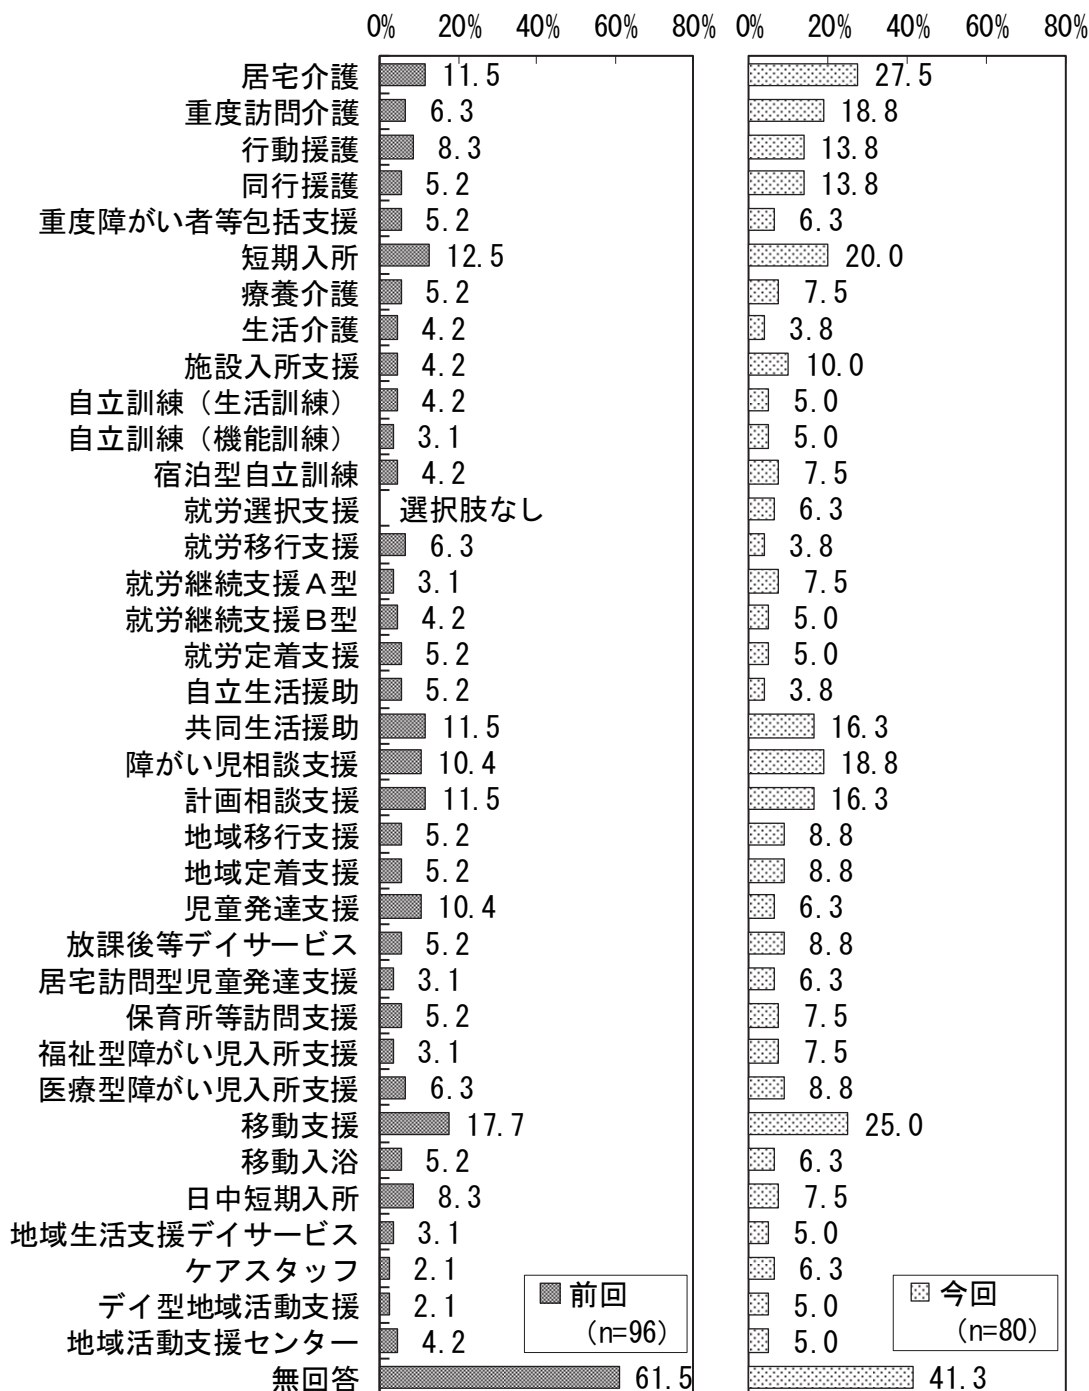 0% 20% 40% 60% 80% 0% 20% 40% 60% 80%
居宅介護 11.5 27.5
重度訪問介護 6.3 18.8
行動援護 8.3 13.8
同行援護 5.2 13.8
重度障がい者等包括支援 5.2 6.3
短期入所 12.5 20.0
療養介護 5.2 7.5
生活介護 4.2 3.8
施設入所支援 4.2 10.0
自立訓練（生活訓練） 4.2 5.0
自立訓練（機能訓練） 3.1 5.0
宿泊型自立訓練 4.2 7.5
就労選択支援 選択肢なし 6.3
就労移行支援 6.3 3.8
就労継続支援Ａ型 3.1 7.5
就労継続支援Ｂ型 4.2 5.0
就労定着支援 5.2 5.0
自立生活援助 5.2 3.8
共同生活援助 11.5 16.3
障がい児相談支援 10.4 18.8
計画相談支援 11.5 16.3
地域移行支援 5.2 8.8
地域定着支援 5.2 8.8
児童発達支援 10.4 6.3
放課後等デイサービス 5.2 8.8
居宅訪問型児童発達支援 3.1 6.3
保育所等訪問支援 5.2 7.5
福祉型障がい児入所支援 3.1 7.5
医療型障がい児入所支援 6.3 8.8
移動支援 17.7 25.0
移動入浴 5.2 6.3
日中短期入所 8.3 7.5
地域生活支援デイサービス 3.1 5.0
ケアスタッフ 2.1 6.3
デイ型地域活動支援 2.1 5.0
地域活動支援センター 4.2 5.0
無回答 61.5 41.3
前回
（n=96）
今回
（n=80）